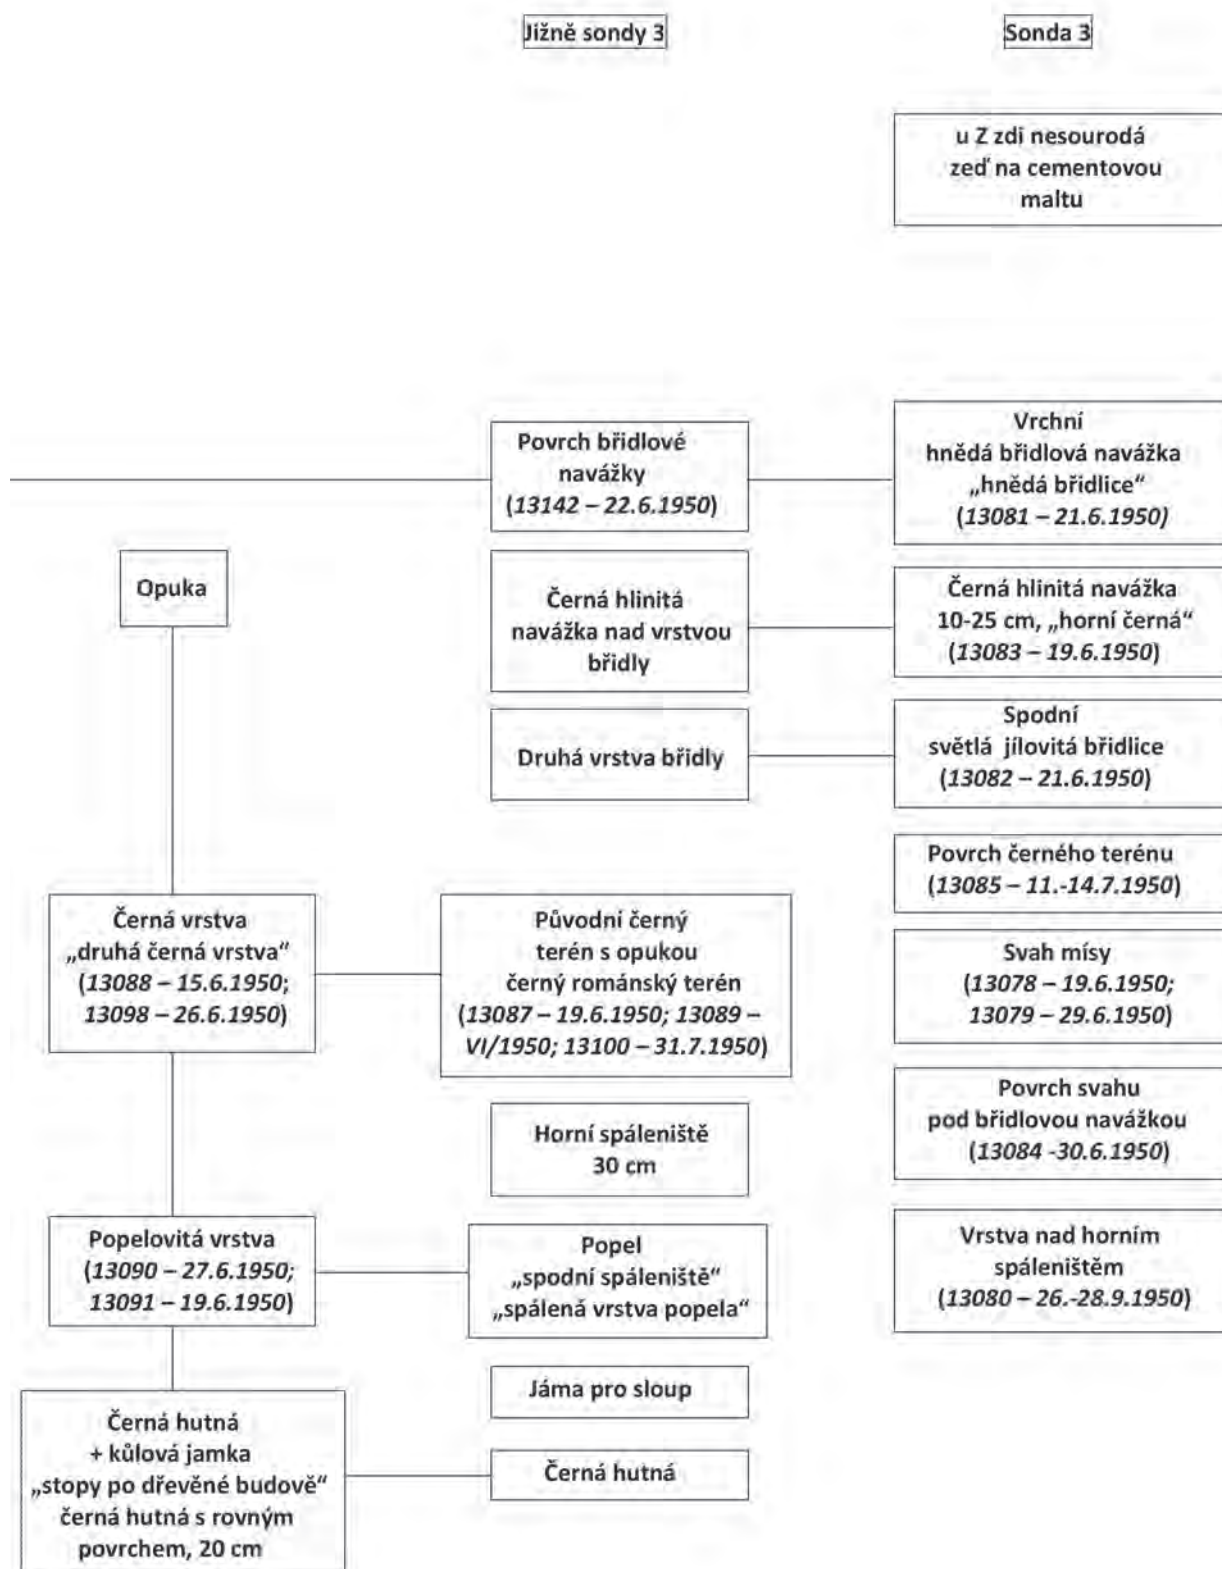 Jižně sondy 3
Sonda 3
u Z zdi nesourodá
zeď na cementovou
maltu
Povrch břidlové
navážky
(13142 – 22.6.1950)
Vrchní
hnědá břidlová navážka
„hnědá břidlice“
(13081 – 21.6.1950)
Opuka
Černá hlinitá
navážka nad vrstvou
břidly
Černá hlinitá navážka
10-25 cm, „horní černá“
(13083 – 19.6.1950)
Druhá vrstva břidly
Spodní
světlá jílovitá břidlice
(13082 – 21.6.1950)
Povrch černého terénu
(13085 – 11.-14.7.1950)
Černá vrstva
„druhá černá vrstva“
(13088 – 15.6.1950;
13098 – 26.6.1950)
Původní černý
terén s opukou
černý románský terén
(13087 – 19.6.1950; 13089 –
VI/1950; 13100 – 31.7.1950)
Svah mísy
(13078 – 19.6.1950;
13079 – 29.6.1950)
Povrch svahu
pod břidlovou navážkou
(13084 -30.6.1950)
Horní spáleniště
30 cm
Popelovitá vrstva
(13090 – 27.6.1950;
13091 – 19.6.1950)
Popel
„spodní spáleniště“
„spálená vrstva popela“
Vrstva nad horním
spáleništěm
(13080 – 26.-28.9.1950)
Jáma pro sloup
Černá hutná
+ kůlová jamka
„stopy po dřevěné budově“
černá hutná s rovným
povrchem, 20 cm
Černá hutná